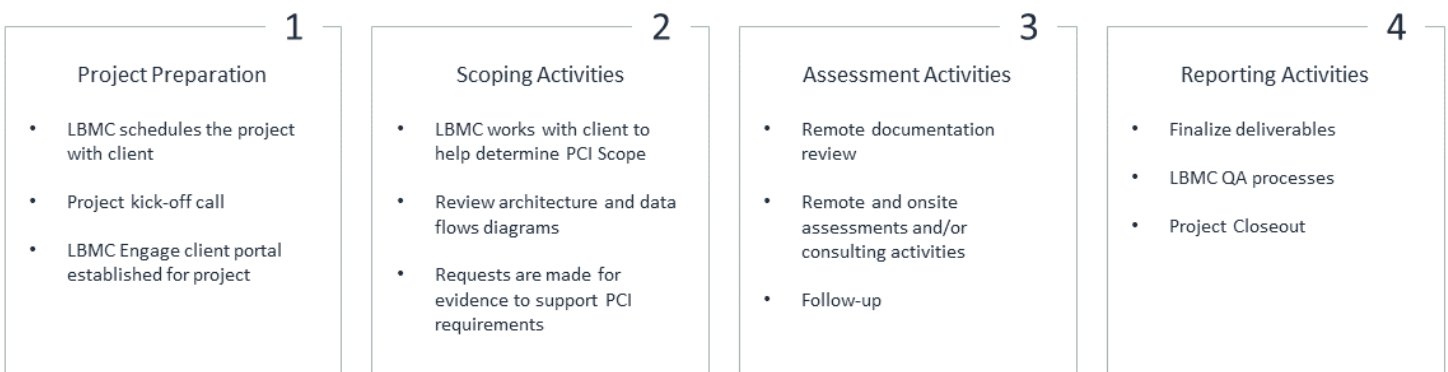 1
Project Preparation
• LBMC schedules the project
with client
• Project kick-off call
• LBMC Engage client portal
established for project
2
Scoping Activities
• LBMC works with client to
help determine PCI Scope
• Review architecture and data
flows diagrams
• Requests are made for
evidence to support PCI
requirements
3
Assessment Activities
• Remote documentation
review
• Remote and onsite
assessments and/or
consulting activities
• Follow-up
4
Reporting Activities
• Finalize deliverables
• LBMC QA processes
• Project Closeout